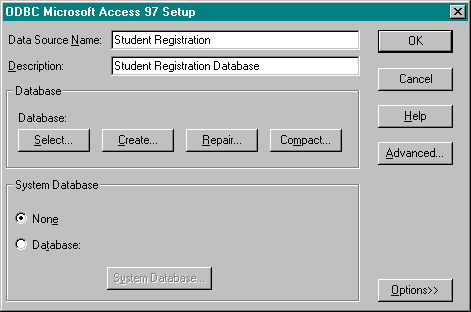 ODBC Microsoft Access 97 Setup
Data Source Name: Student Registration
OK
Description: Student Registration Database
Cancel
Database
Database:
Help
Select... Create... Repair... Compact...
Advanced...
System Database
None
Database:
System Database...
Options>>